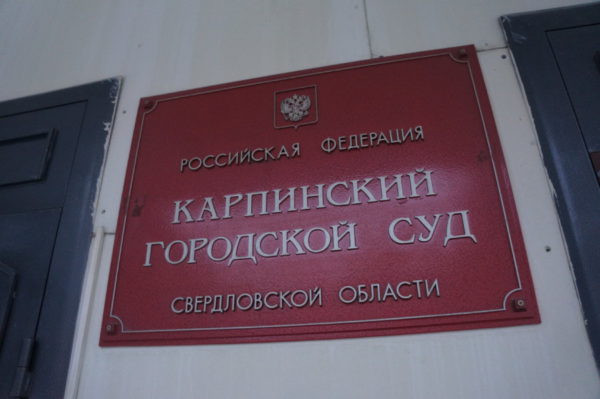 РОССИЙСКАЯ ФЕДЕРАЦИЯ
КАРПИНСКИЙ
ГОРОДСКОЙ СУД
СВЕРДЛОВСКОЙ ОБЛАСТИ